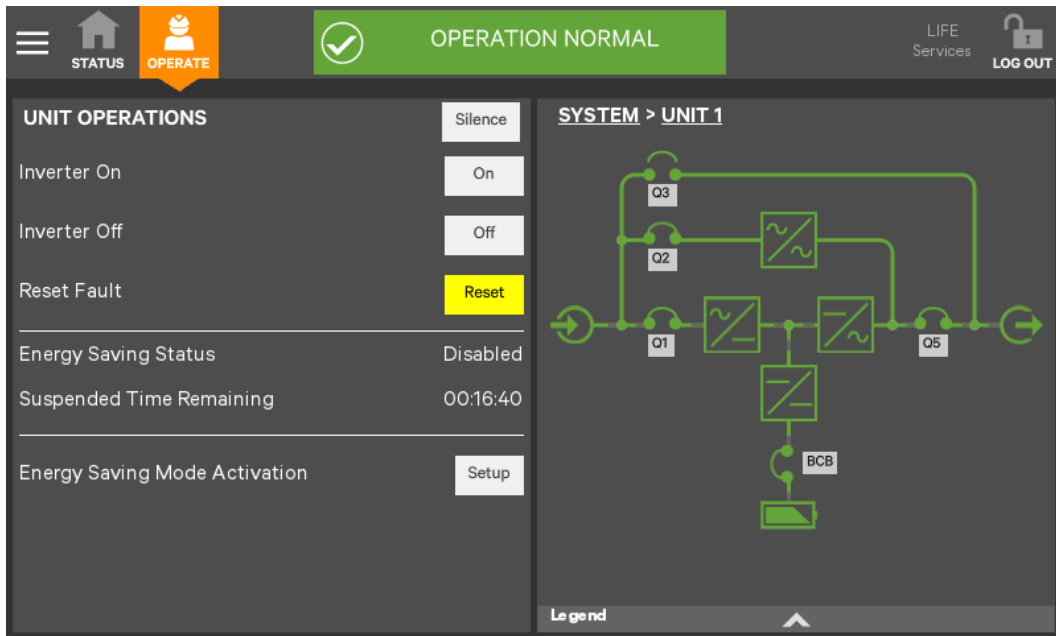 STATUS
OPERATE
OPERATION NORMAL
LIFE
Services
LOG OUT
UNIT OPERATIONS
Silence
Inverter On
On
Inverter Off
Off
Reset Fault
Reset
Energy Saving Status
Disabled
Suspended Time Remaining
00:16:40
Energy Saving Mode Activation
Setup
SYSTEM > UNIT 1
Q3
Q2
Q1
Q5
BCB
Legend